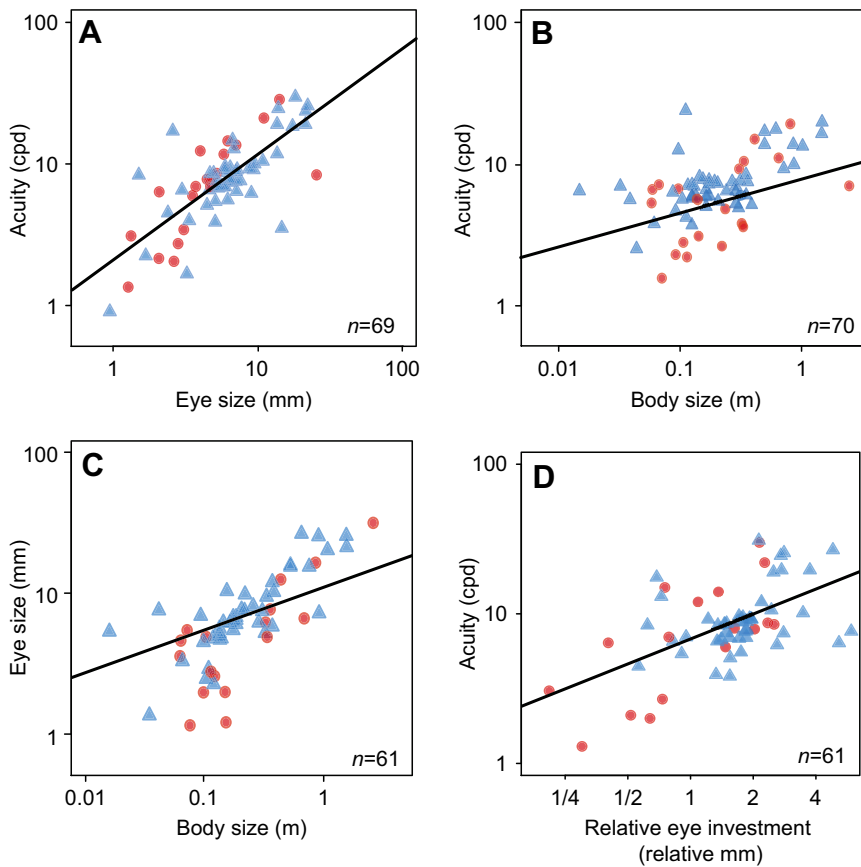 A
100
10
1
Acuity (cpd)
n=69
1
10
100
Eye size (mm)
B
100
10
1
Acuity (cpd)
n=70
0.01
0.1
1
Body size (m)
C
100
10
1
Eye size (mm)
n=61
0.01
0.1
1
Body size (m)
D
100
10
1
Acuity (cpd)
n=61
1/4
1/2
1
2
4
Relative eye investment
(relative mm)